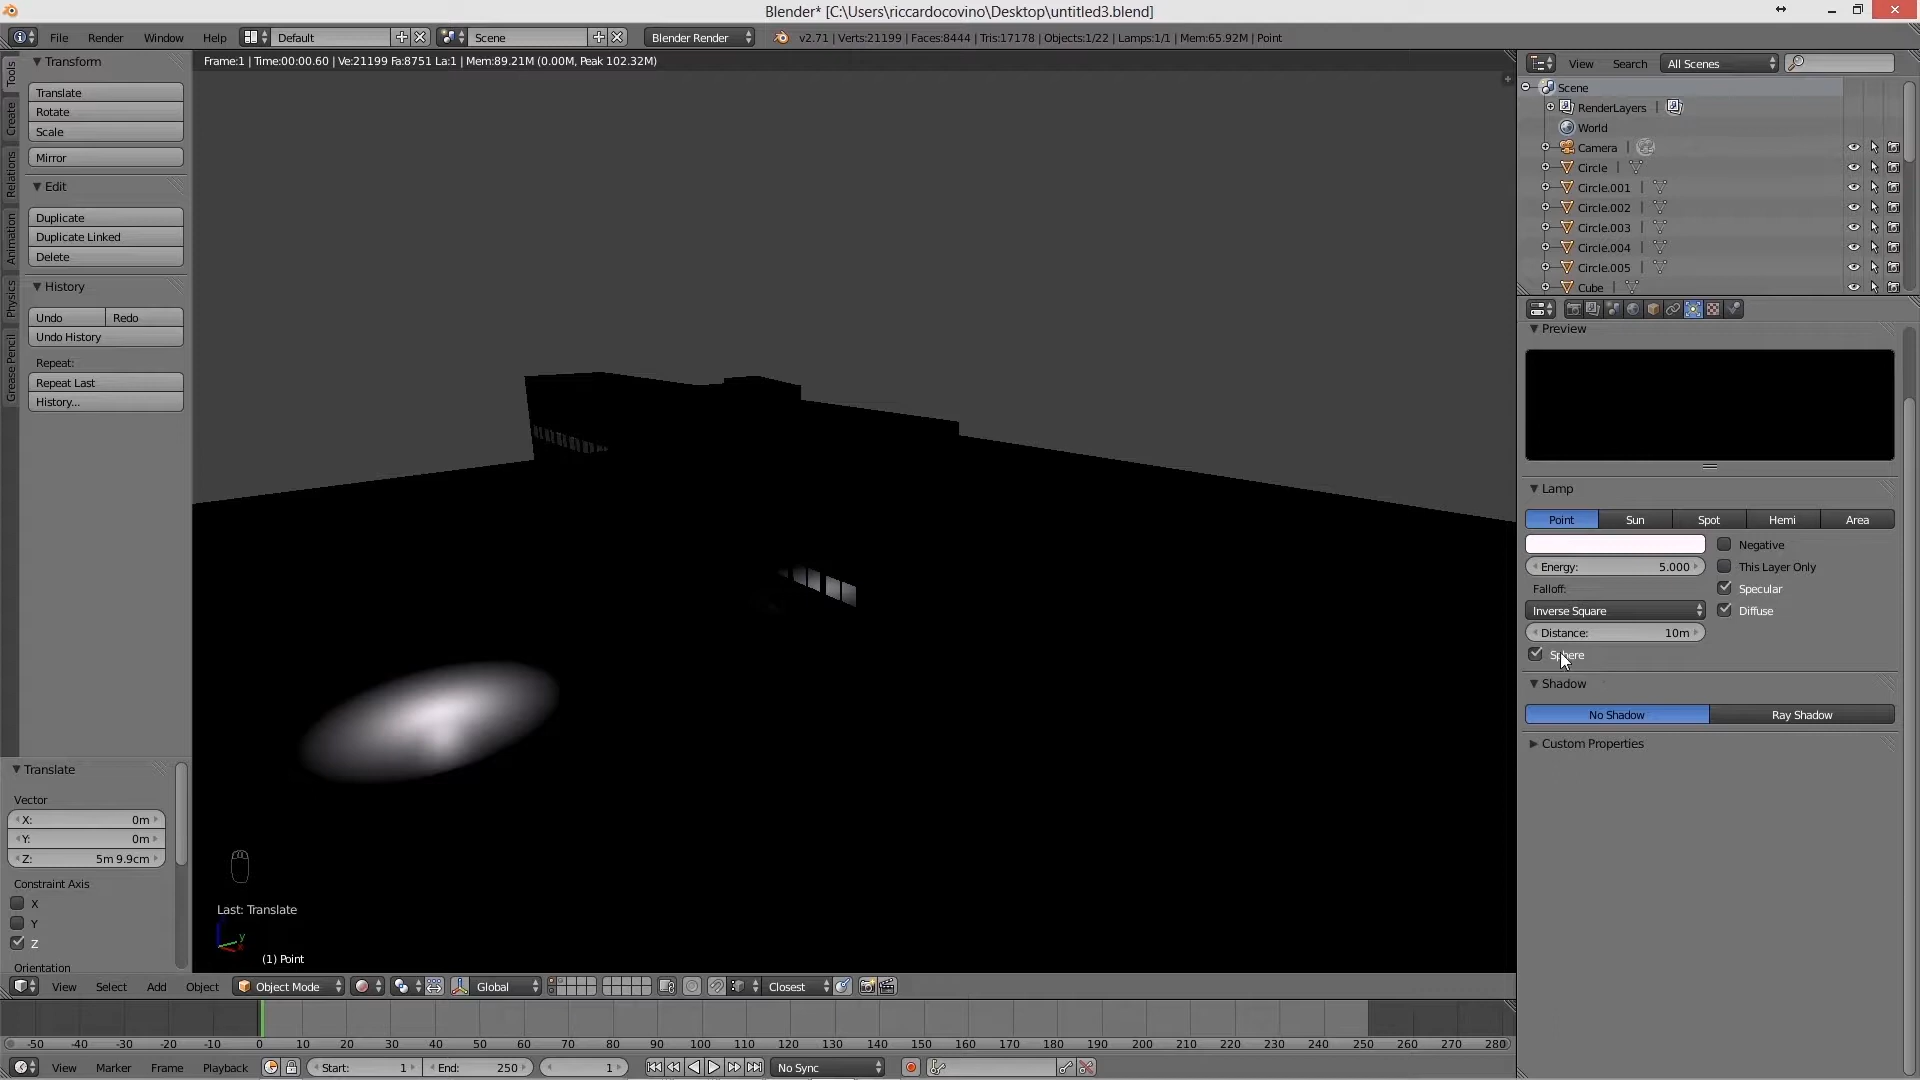 Blender* [C:\Users\riccardocovino\Desktop\untitled3.blend]
File Render Window Help Default Scene Blender Render v2.71 | Verts:21199 | Faces:8444 | Tris:17178 | Objects:1/22 | Lamps:1/1 | Mem:65.92M | Point
Tools
Create
Relations
Animation
Physics
Grease Pencil
Transform
Translate
Rotate
Scale
Mirror
Edit
Duplicate
Duplicate Linked
Delete
History
Undo Redo
Undo History
Repeat:
Repeat Last
History...
Translate
Vector
X: 0m
Y: 0m
Z: 5m 9.9cm
Constraint Axis
X
Y
Z
Orientation
Frame:1 | Time:00:00.60 | Ve:21199 Fa:8751 La:1 | Mem:89.21M (0.00M, Peak 102.32M)
Last: Translate
y
x
(1) Point
View Select Add Object Object Mode Global Closest
-50 -40 -30 -20 -10 0 10 20 30 40 50 60 70 80 90 100 110 120 130 140 150 160 170 180 190 200 210 220 230 240 250 260 270 280
View Marker Frame Playback Start: 1 End: 250 1 No Sync
View Search All Scenes
Scene
RenderLayers
World
Camera
Circle
Circle.001
Circle.002
Circle.003
Circle.004
Circle.005
Cube
Preview
Lamp
Point Sun Spot Hemi Area
Negative
Energy: 5.000 This Layer Only
Falloff: Specular
Inverse Square Diffuse
Distance: 10m
Sphere
Shadow
No Shadow Ray Shadow
Custom Properties